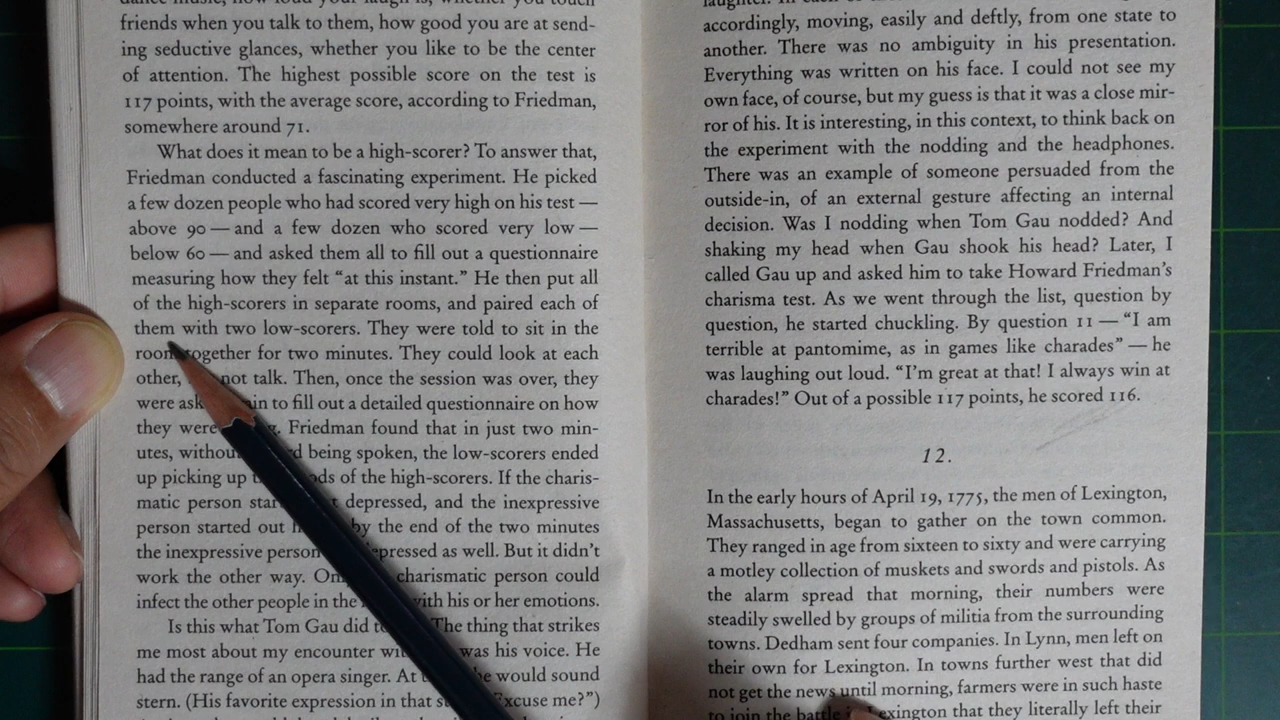 friends when you talk to them, how good you are at send-
ing seductive glances, whether you like to be the center
of attention. The highest possible score on the test is
117 points, with the average score, according to Friedman,
somewhere around 71.
What does it mean to be a high-scorer? To answer that,
Friedman conducted a fascinating experiment. He picked
a few dozen people who had scored very high on his test —
above 90 — and a few dozen who scored very low —
below 60 — and asked them all to fill out a questionnaire
measuring how they felt “at this instant.” He then put all
of the high-scorers in separate rooms, and paired each of
them with two low-scorers. They were told to sit in the
room together for two minutes. They could look at each
other, not talk. Then, once the session was over, they
were to fill out a detailed questionnaire on how
they were Friedman found that in just two min-
utes, without being spoken, the low-scorers ended
up picking up of the high-scorers. If the charis-
matic person depressed, and the inexpressive
person started out by the end of the two minutes
the inexpressive person as well. But it didn’t
work the other way. charismatic person could
infect the other people in the with his or her emotions.
Is this what Tom Gau did The thing that strikes
me most about my encounter was his voice. He
had the range of an opera singer. At he would sound
stern. (His favorite expression in that “Excuse me?”)
accordingly, moving, easily and deftly, from one state to
another. There was no ambiguity in his presentation.
Everything was written on his face. I could not see my
own face, of course, but my guess is that it was a close mir-
ror of his. It is interesting, in this context, to think back on
the experiment with the nodding and the headphones.
There was an example of someone persuaded from the
outside-in, of an external gesture affecting an internal
decision. Was I nodding when Tom Gau nodded? And
shaking my head when Gau shook his head? Later, I
called Gau up and asked him to take Howard Friedman’s
charisma test. As we went through the list, question by
question, he started chuckling. By question 11 — “I am
terrible at pantomime, as in games like charades” — he
was laughing out loud. “I’m great at that! I always win at
charades!” Out of a possible 117 points, he scored 116.
12.
In the early hours of April 19, 1775, the men of Lexington,
Massachusetts, began to gather on the town common.
They ranged in age from sixteen to sixty and were carrying
a motley collection of muskets and swords and pistols. As
the alarm spread that morning, their numbers were
steadily swelled by groups of militia from the surrounding
towns. Dedham sent four companies. In Lynn, men left on
their own for Lexington. In towns further west that did
not get the news until morning, farmers were in such haste
to join the battle Lexington that they literally left their